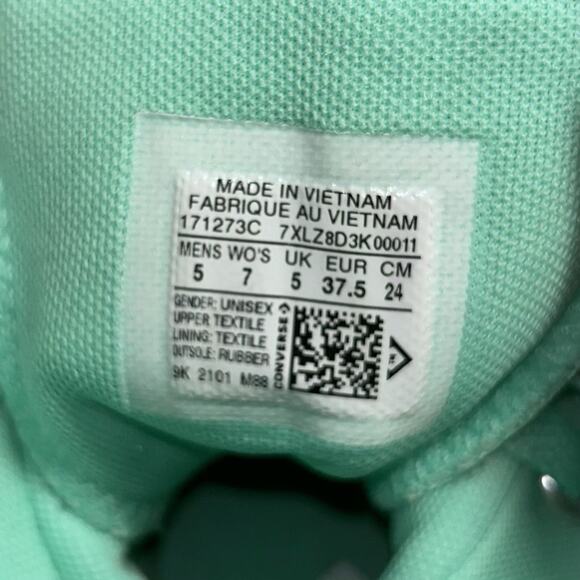 MADE IN VIETNAM
FABRIQUE AU VIETNAM
171273C 7XLZ8D3K00011
MENS WO'S UK EUR CM
5 7 5 37.5 24
GENDER: UNISEX
UPPER: TEXTILE
LINING: TEXTILE
OUTSOLE: RUBBER
9K 2101 M88
CONVERSE